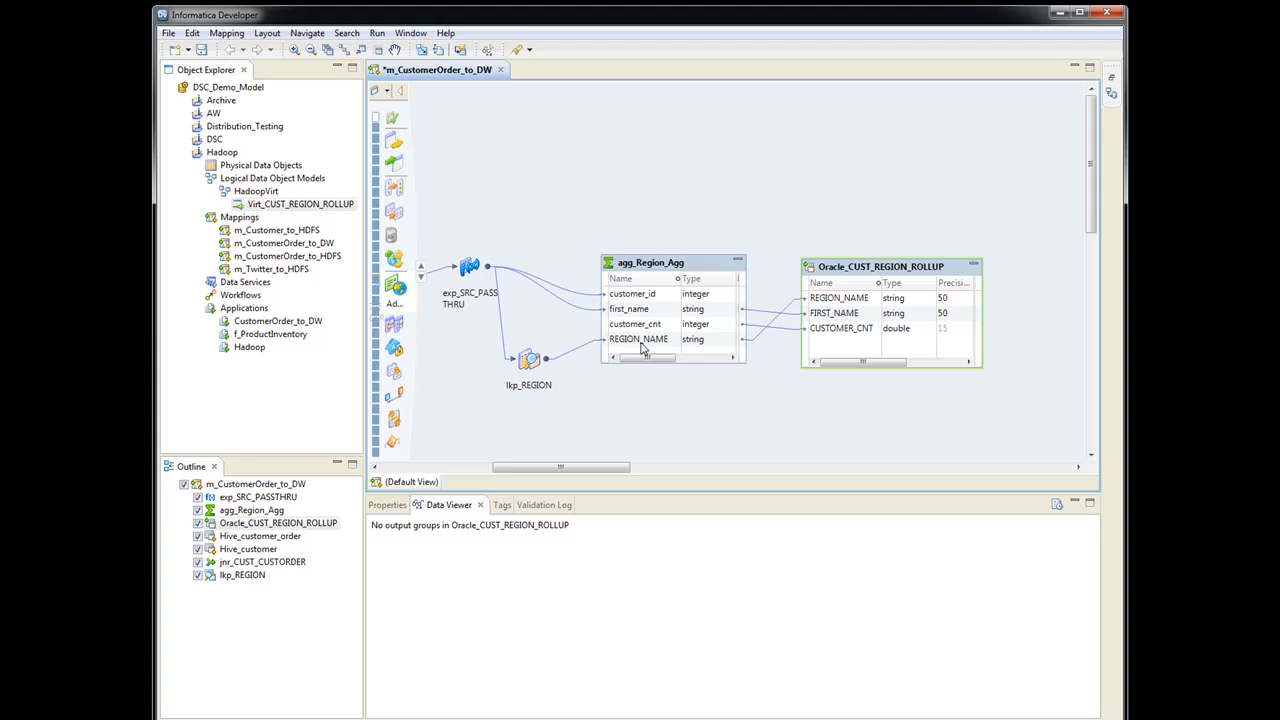 Informatica Developer
File Edit Mapping Layout Navigate Search Run Window Help
Object Explorer
DSC_Demo_Model
Archive
AW
Distribution_Testing
DSC
Hadoop
Physical Data Objects
Logical Data Object Models
HadoopVirt
Virt_CUST_REGION_ROLLUP
Mappings
m_Customer_to_HDFS
m_CustomerOrder_to_DW
m_CustomerOrder_to_HDFS
m_Twitter_to_HDFS
Data Services
Workflows
Applications
CustomerOrder_to_DW
f_ProductInventory
Hadoop
Outline
m_CustomerOrder_to_DW
exp_SRC_PASSTHRU
agg_Region_Agg
Oracle_CUST_REGION_ROLLUP
Hive_customer_order
Hive_customer
jnr_CUST_CUSTORDER
lkp_REGION
*m_CustomerOrder_to_DW
Ad...
exp_SRC_PASS
THRU
lkp_REGION
agg_Region_Agg
Name Type
customer_id integer
first_name string
customer_cnt integer
REGION_NAME string
Oracle_CUST_REGION_ROLLUP
Name Type Precisi...
REGION_NAME string 50
FIRST_NAME string 50
CUSTOMER_CNT double 15
(Default View)
Properties Data Viewer Tags Validation Log
No output groups in Oracle_CUST_REGION_ROLLUP